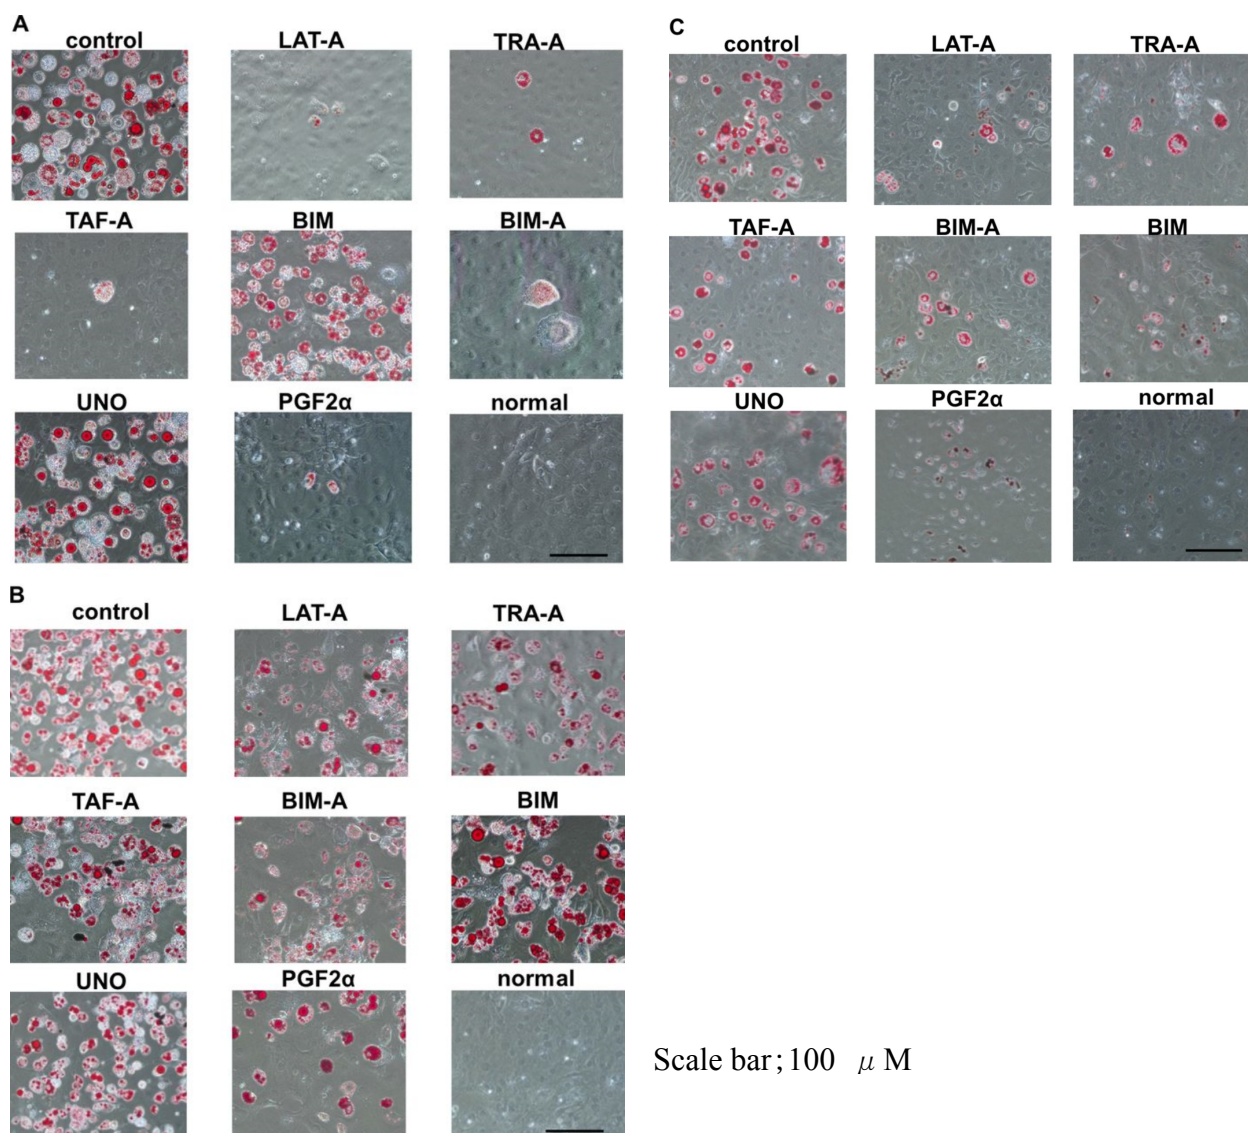 A
control LAT-A TRA-A
TAF-A BIM BIM-A
UNO PGF2α normal
C
control LAT-A TRA-A
TAF-A BIM-A BIM
UNO PGF2α normal
B
control LAT-A TRA-A
TAF-A BIM-A BIM
UNO PGF2α normal
Scale bar;100 μM